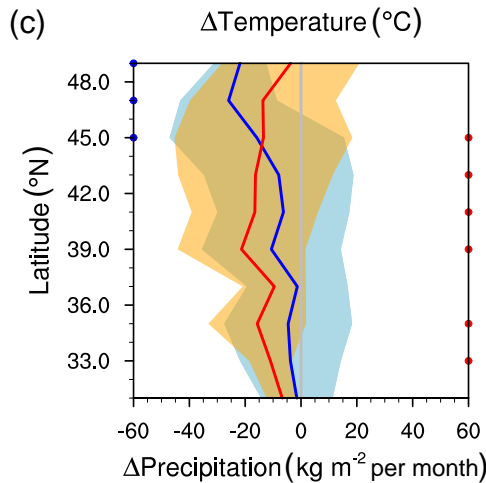 (c)
ΔTemperature (°C)
48.0
45.0
42.0
39.0
36.0
33.0
Latitude (°N)
-60 -40 -20 0 20 40 60
ΔPrecipitation (kg m⁻² per month)